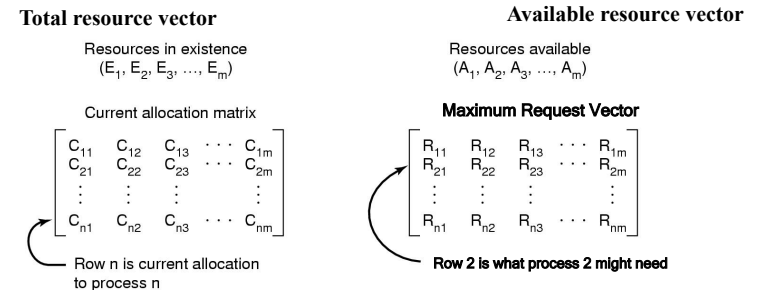 Total resource vector
Available resource vector
Resources in existence
(E1, E2, E3, ..., Em)
Resources available
(A1, A2, A3, ..., Am)
Current allocation matrix
C11 C12 C13 · · · C1m
C21 C22 C23 · · · C2m
⋮ ⋮ ⋮ ⋮
Cn1 Cn2 Cn3 · · · Cnm
Row n is current allocation
to process n
Maximum Request Vector
R11 R12 R13 · · · R1m
R21 R22 R23 · · · R2m
⋮ ⋮ ⋮ ⋮
Rn1 Rn2 Rn3 · · · Rnm
Row 2 is what process 2 might need